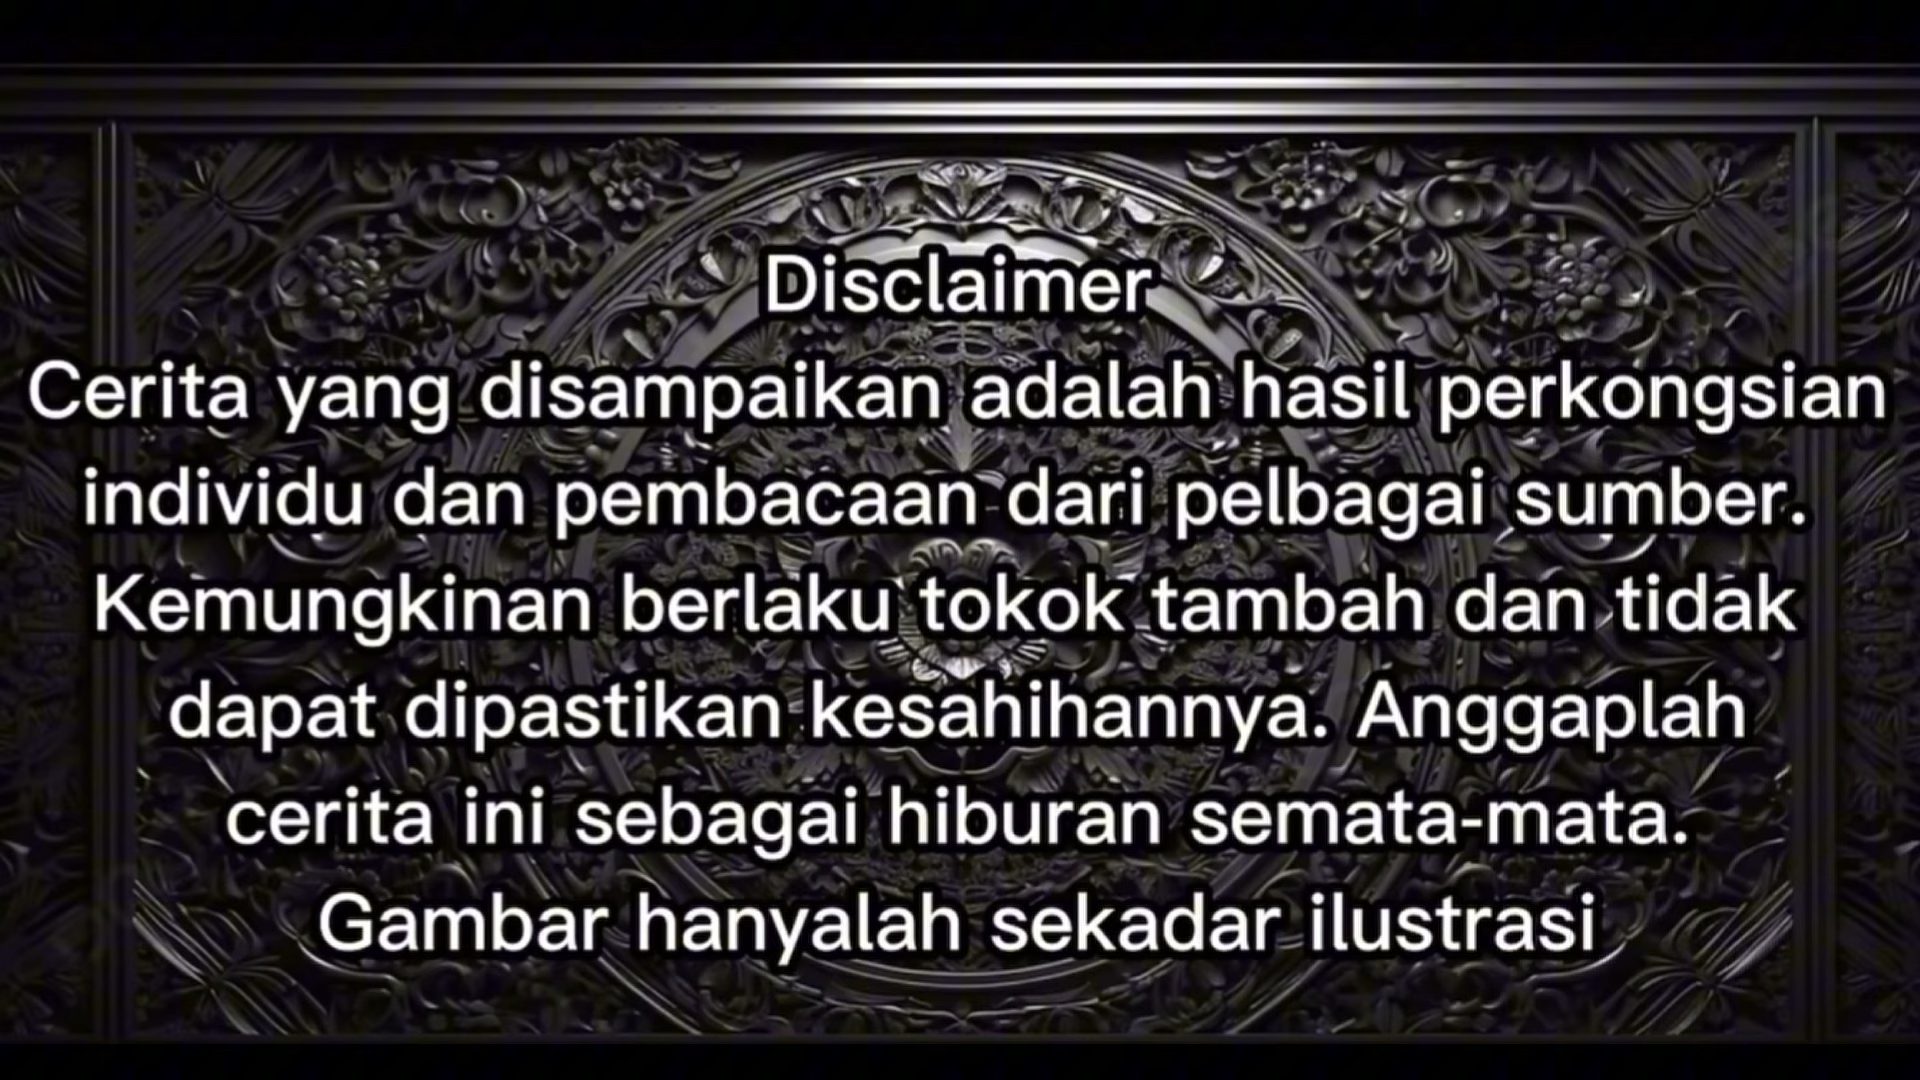 Disclaimer
Cerita yang disampaikan adalah hasil perkongsian
individu dan pembacaan dari pelbagai sumber.
Kemungkinan berlaku tokok tambah dan tidak
dapat dipastikan kesahihannya. Anggaplah
cerita ini sebagai hiburan semata-mata.
Gambar hanyalah sekadar ilustrasi